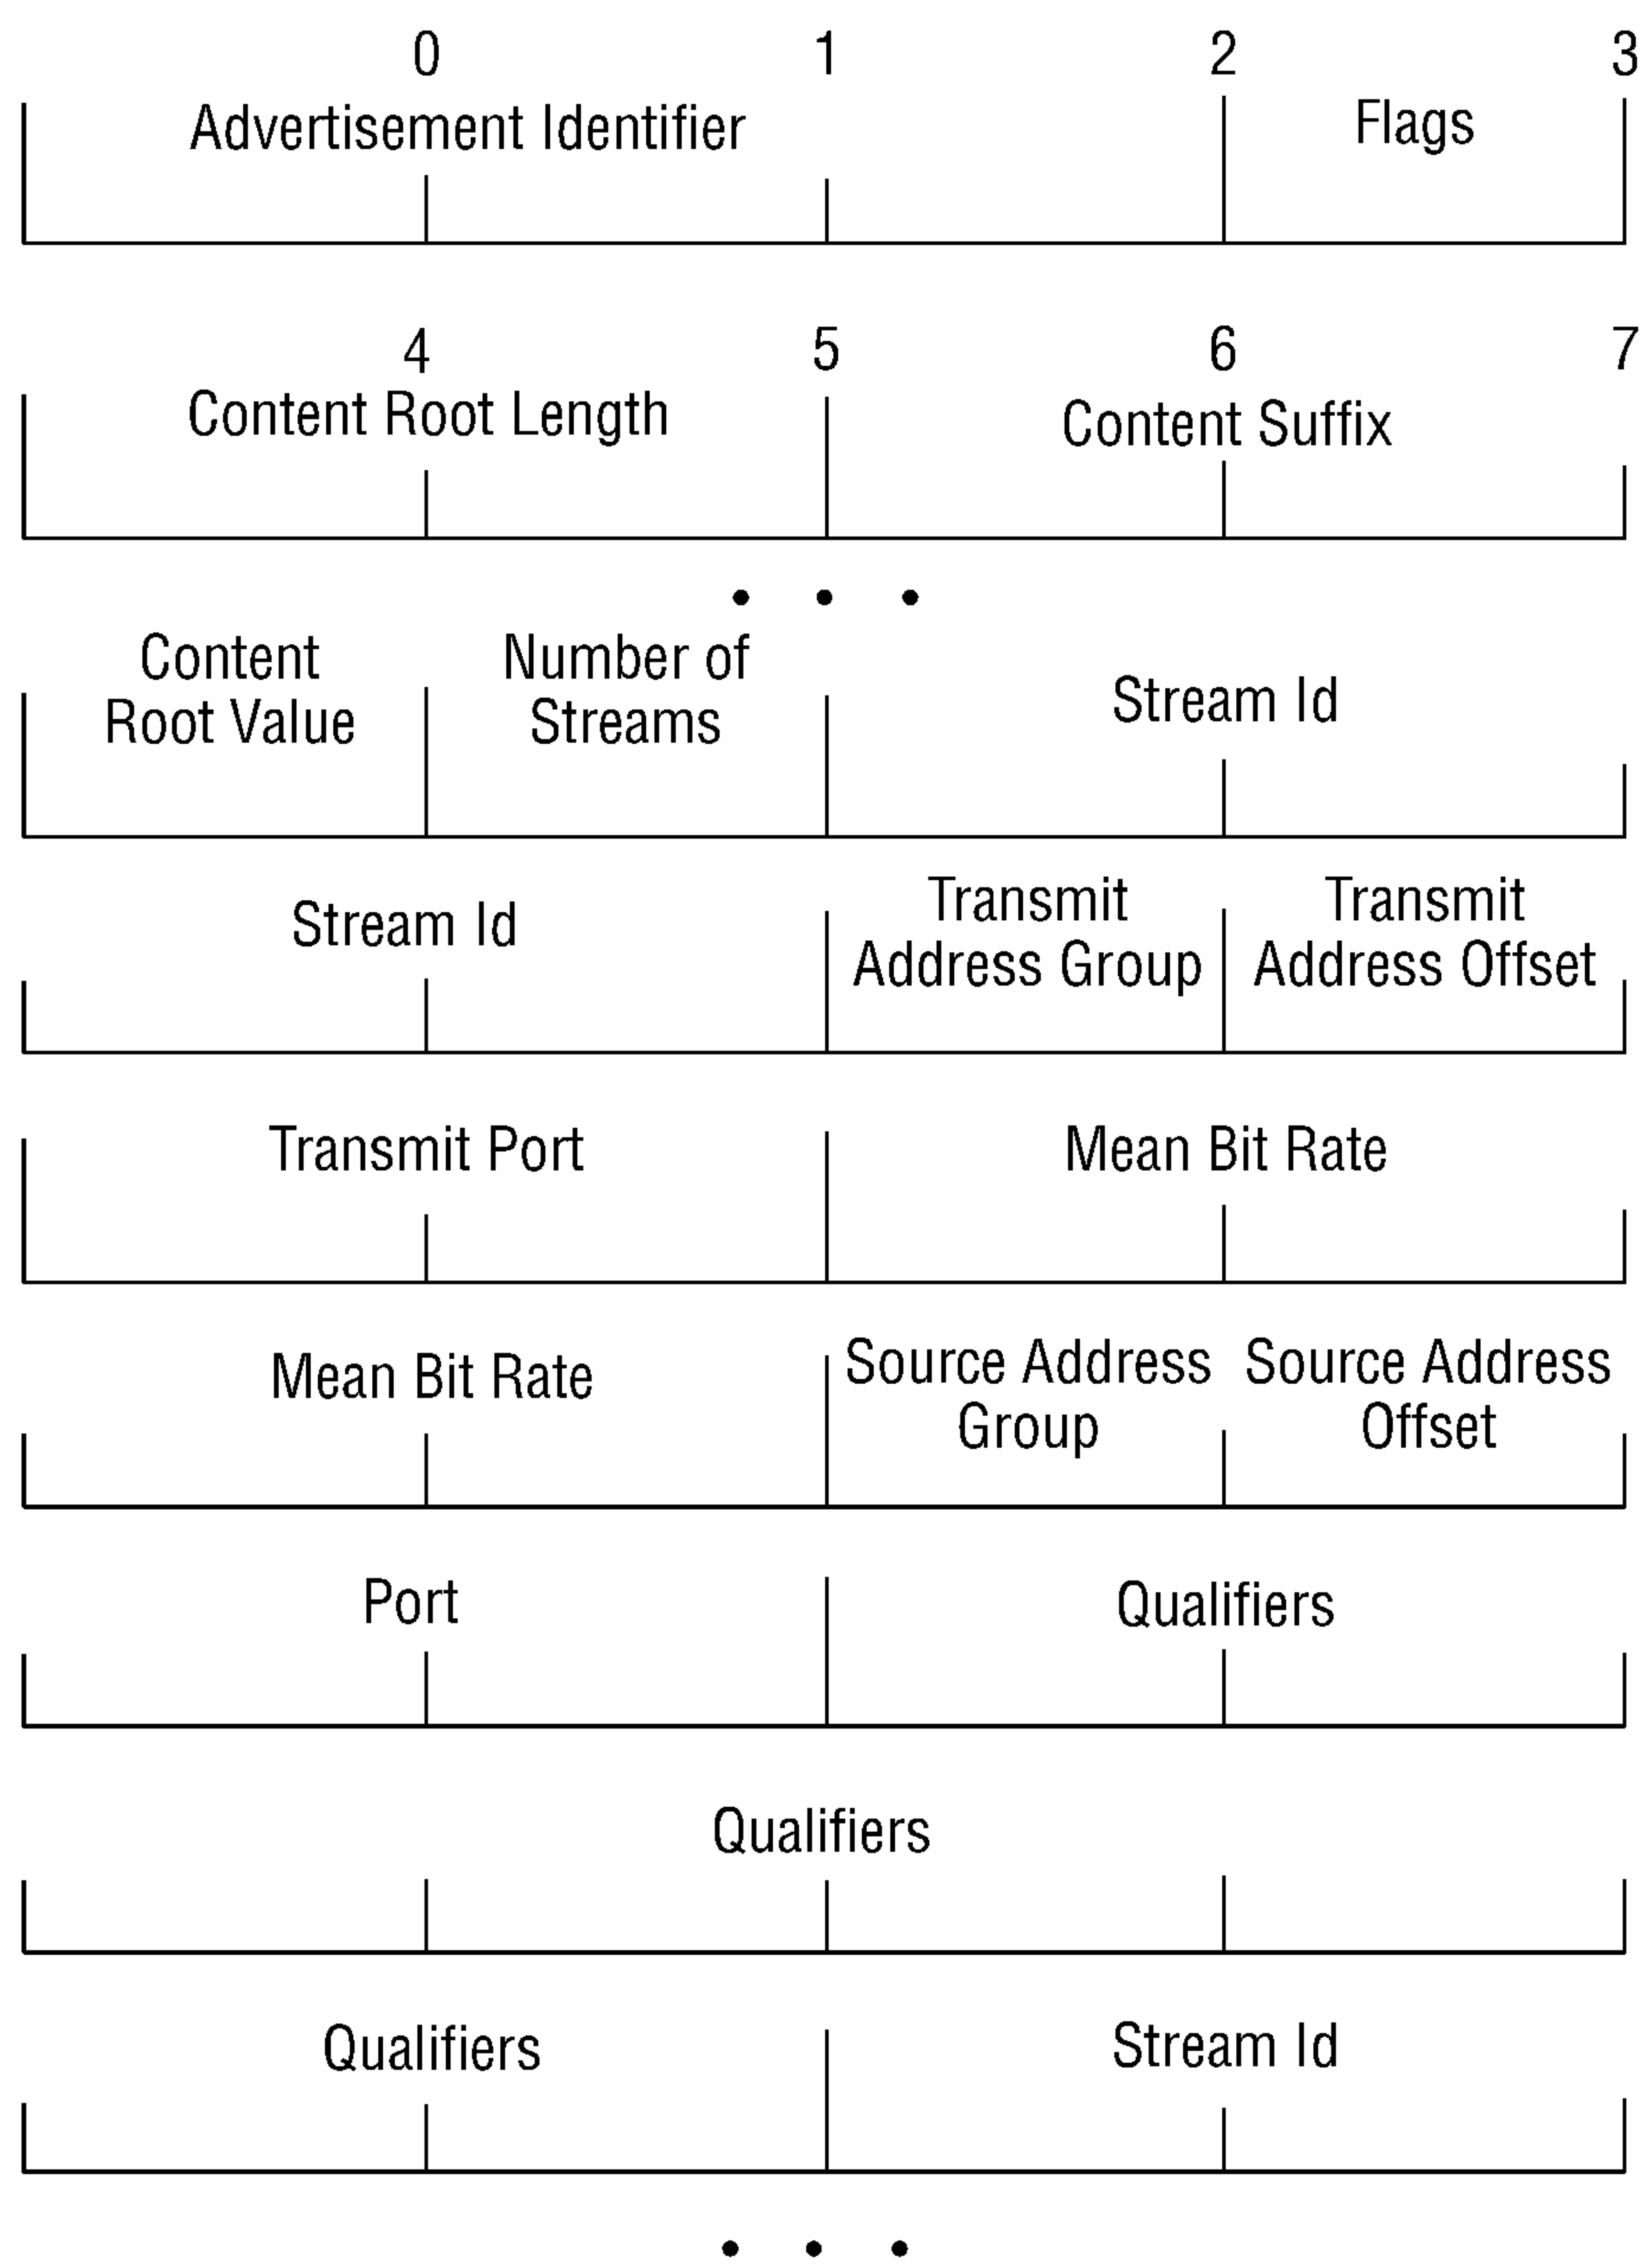 0 1 2 3
Advertisement Identifier Flags
4 5 6 7
Content Root Length Content Suffix
Content Number of
Root Value Streams Stream Id
Stream Id Transmit Transmit
Address Group Address Offset
Transmit Port Mean Bit Rate
Mean Bit Rate Source Address Source Address
Group Offset
Port Qualifiers
Qualifiers
Qualifiers Stream Id